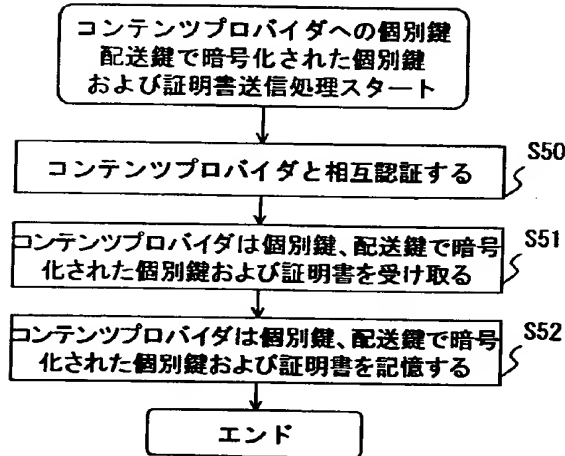 コンテンツプロバイダへの個別鍵
配送鍵で暗号化された個別鍵
および証明書送信処理スタート
S50
コンテンツプロバイダと相互認証する
S51
コンテンツプロバイダは個別鍵、配送鍵で暗号
化された個別鍵および証明書を受け取る
S52
コンテンツプロバイダは個別鍵、配送鍵で暗号
化された個別鍵および証明書を記憶する
エンド